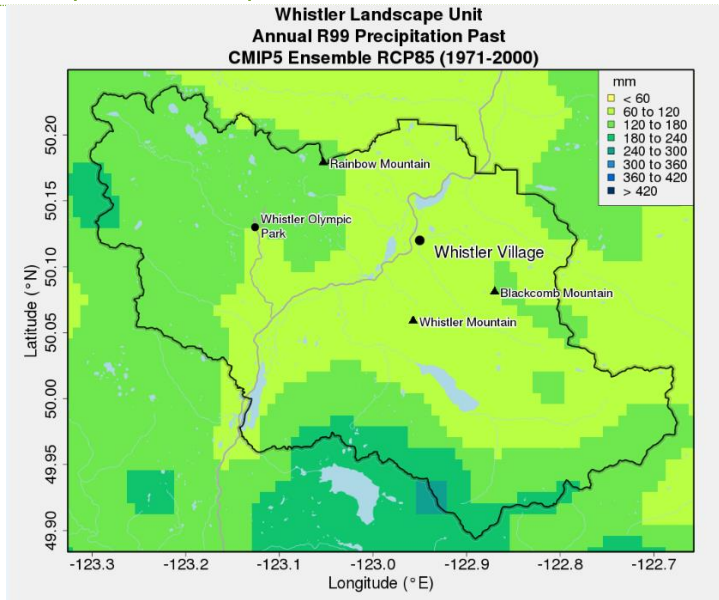 Whistler Landscape Unit
Annual R99 Precipitation Past
CMIP5 Ensemble RCP85 (1971-2000)
mm
< 60
60 to 120
120 to 180
180 to 240
240 to 300
300 to 360
360 to 420
> 420
Rainbow Mountain
Whistler Olympic
Park
Whistler Village
Blackcomb Mountain
Whistler Mountain
Latitude (°N)
50.20
50.15
50.10
50.05
50.00
49.95
49.90
-123.3 -123.2 -123.1 -123.0 -122.9 -122.8 -122.7
Longitude (°E)